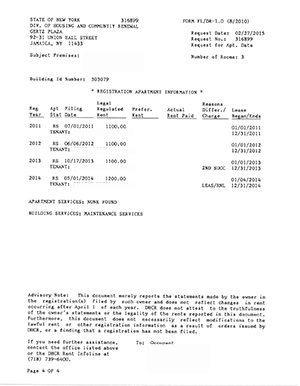 STATE OF NEW YORK 316899 FORM FI/DR-1.0 (8/2010)
DIV. OF HOUSING AND COMMUNITY RENEWAL
GERTZ PLAZA Request Date: 02/27/2015
92-31 UNION HALL STREET Request No.: 316899
JAMAICA, NY 11433 Request for Apt. Data
Subject Premises: Number of Rooms: 3
Building Id Number: 303079
* REGISTRATION APARTMENT INFORMATION *
Legal Reasons
Reg Apt Filing Regulated Prefer. Actual Differ./ Lease
Year Stat Date Rent Rent Rent Paid Change Began/Ends
2011 RS 07/01/2011 1100.00 01/01/2011
TENANT: 12/31/2011
2012 RS 06/06/2012 1100.00 01/01/2012
TENANT: 12/31/2012
2013 RS 10/17/2013 1100.00 01/01/2013
TENANT: 2ND SUCC 12/31/2013
2014 RS 05/01/2014 1200.00 01/04/2014
TENANT: LEAS/RNL 12/31/2014
APARTMENT SERVICES: NONE FOUND
BUILDING SERVICES: MAINTENANCE SERVICES
Advisory Note: This document merely reports the statements made by the owner in
the registration(s) filed by such owner and does not reflect changes in rent
occurring after April 1 of each year. DHCR does not attest to the truthfulness
of the owner's statements or the legality of the rents reported in this document.
Furthermore, this document does not necessarily reflect modifications to the
lawful rent or other registration information as a result of orders issued by
DHCR, or a finding that a registration has not been filed.
If you need further assistance, To:
contact the office listed above
or the DHCR Rent Infoline at
(718) 739-6400.
Page 4 OF 4